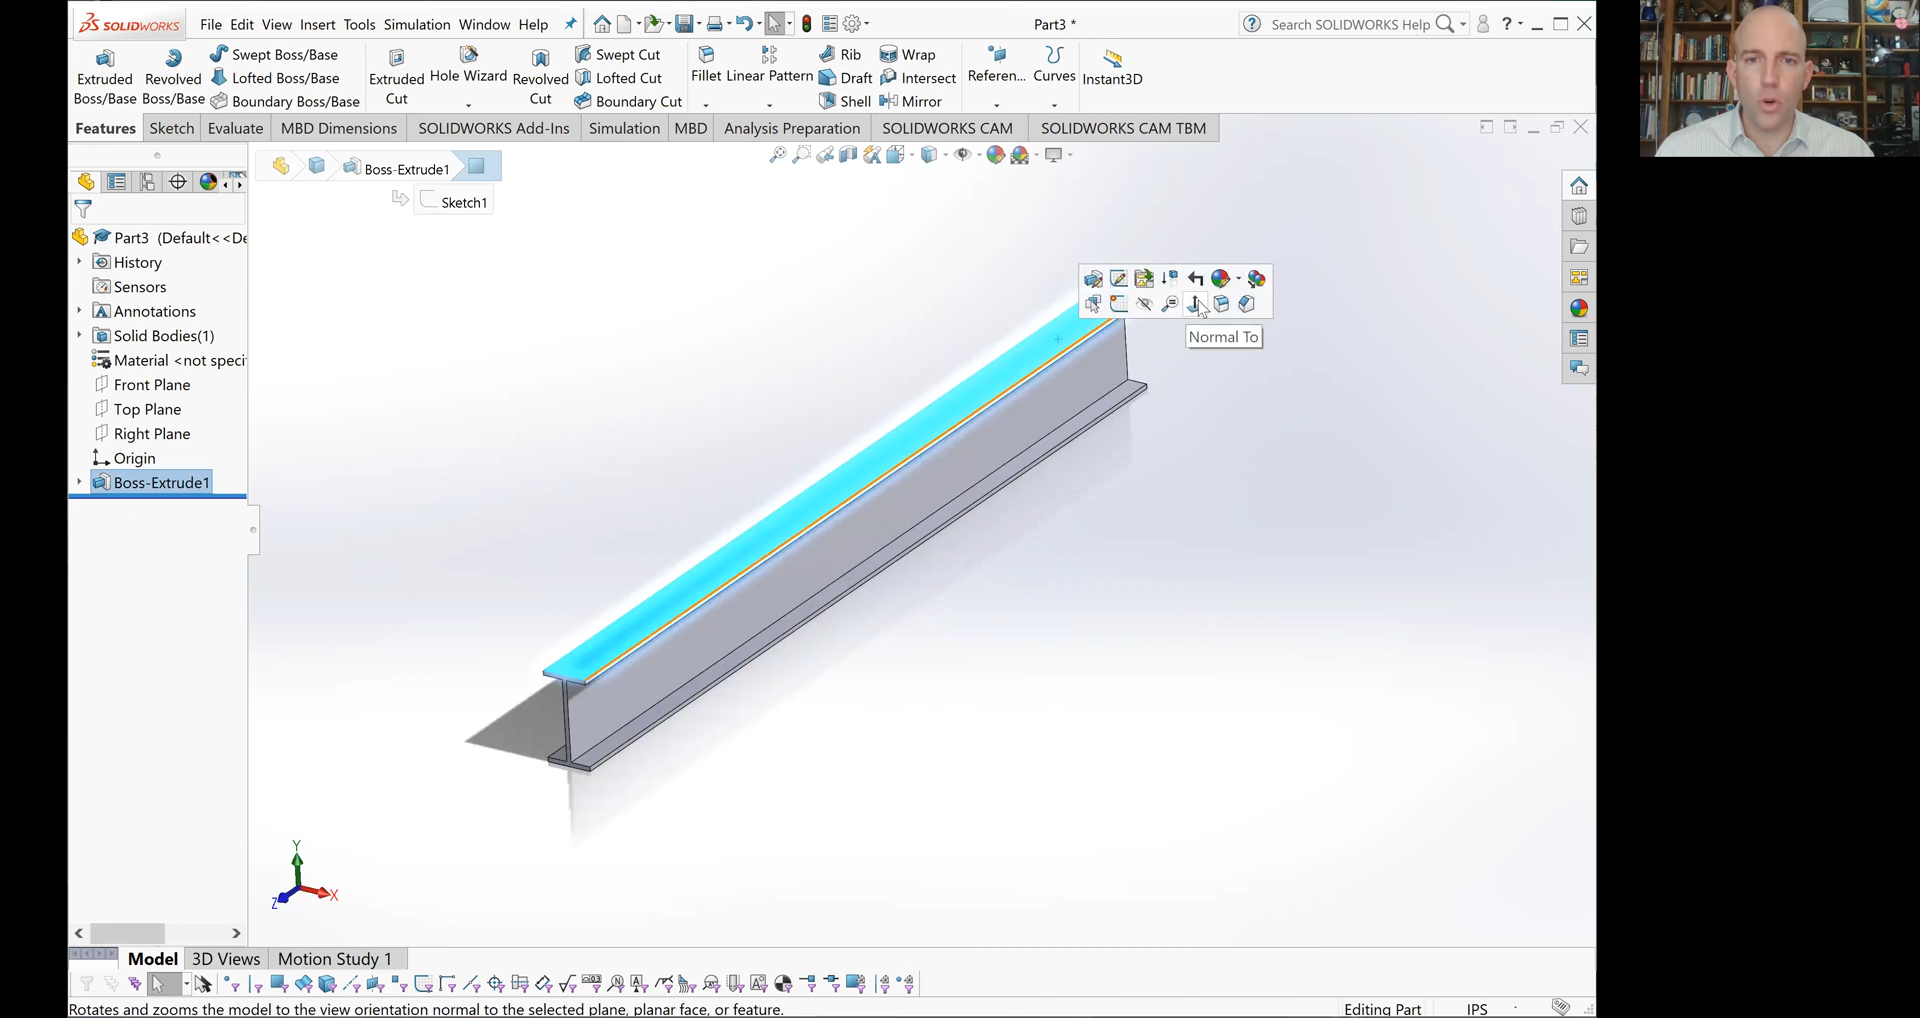 SOLIDWORKS File Edit View Insert Tools Simulation Window Help Part3 * Search SOLIDWORKS Help ?
Extruded Boss/Base
Revolved Boss/Base
Swept Boss/Base
Lofted Boss/Base
Boundary Boss/Base
Extruded Cut
Hole Wizard
Revolved Cut
Swept Cut
Lofted Cut
Boundary Cut
Fillet
Linear Pattern
Rib
Draft
Shell
Wrap
Intersect
Mirror
Referen...
Curves
Instant3D
Features Sketch Evaluate MBD Dimensions SOLIDWORKS Add-Ins Simulation MBD Analysis Preparation SOLIDWORKS CAM SOLIDWORKS CAM TBM
Boss-Extrude1
Sketch1
Part3 (Default<<De
History
Sensors
Annotations
Solid Bodies(1)
Material <not speci
Front Plane
Top Plane
Right Plane
Origin
Boss-Extrude1
Normal To
Y
X
Z
Model 3D Views Motion Study 1
Rotates and zooms the model to the view orientation normal to the selected plane, planar face, or feature. Editing Part IPS